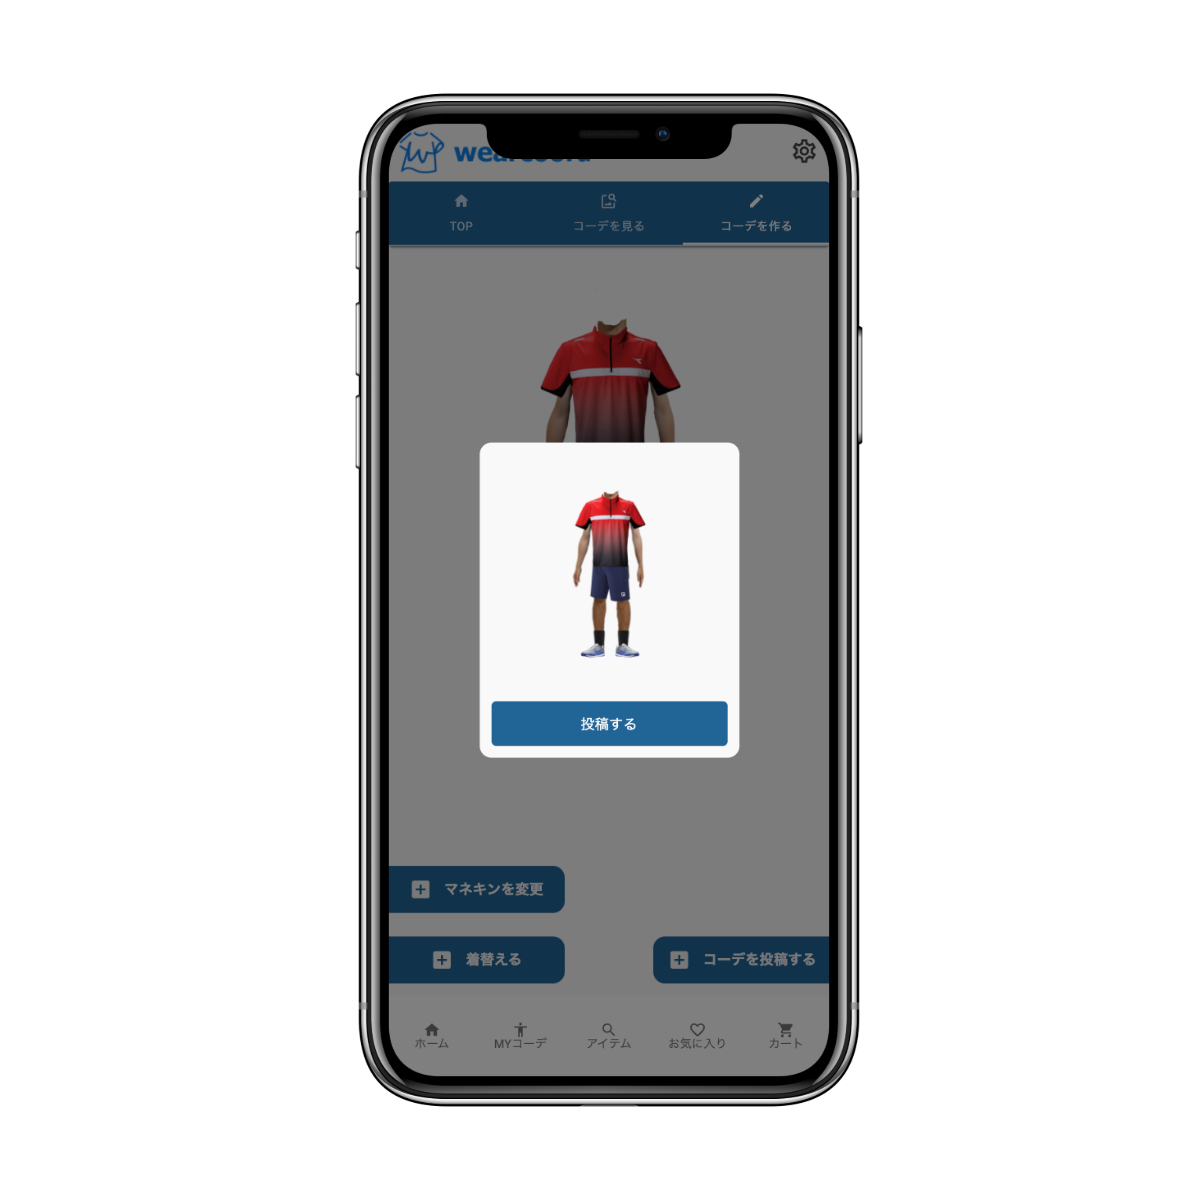 TOP
コーデを見る
コーデを作る
投稿する
マネキンを変更
着替える
コーデを投稿する
ホーム
MYコーデ
アイテム
お気に入り
カート